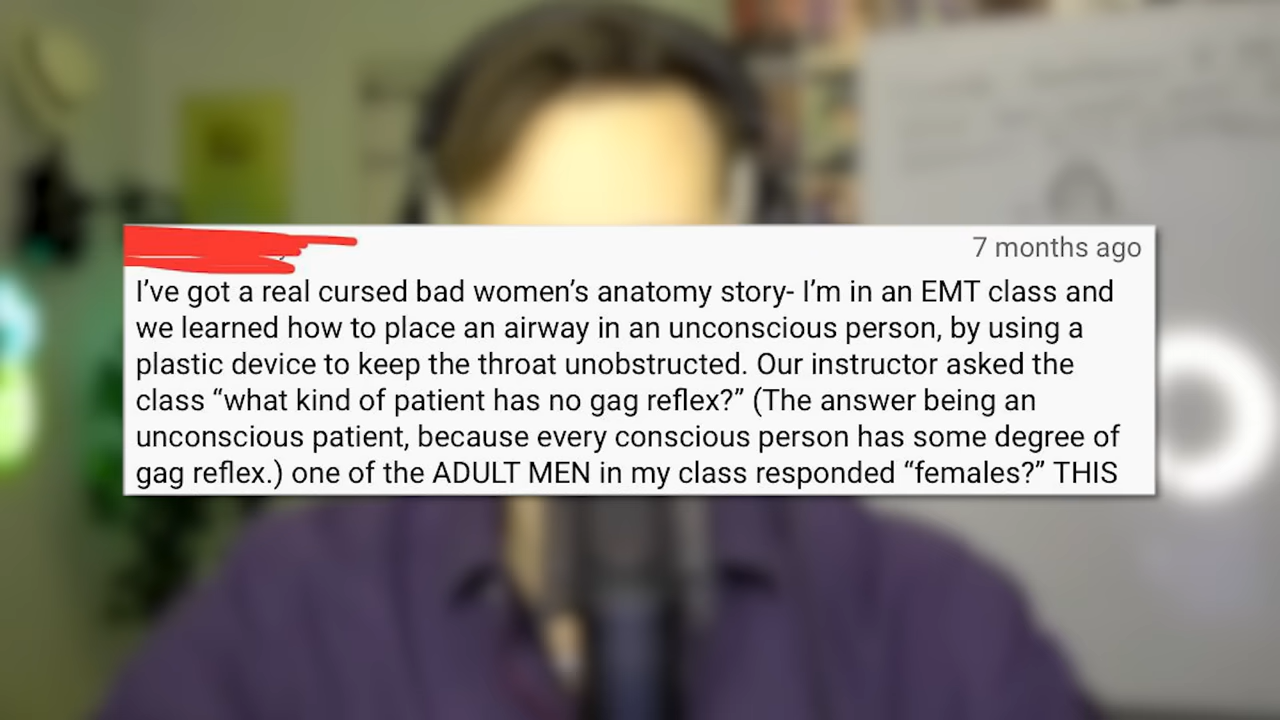 7 months ago
I’ve got a real cursed bad women’s anatomy story- I’m in an EMT class and
we learned how to place an airway in an unconscious person, by using a
plastic device to keep the throat unobstructed. Our instructor asked the
class “what kind of patient has no gag reflex?” (The answer being an
unconscious patient, because every conscious person has some degree of
gag reflex.) one of the ADULT MEN in my class responded “females?” THIS